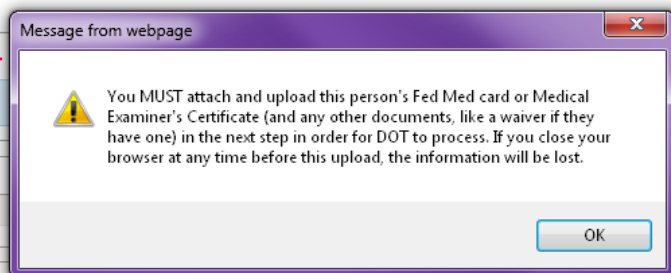 Message from webpage
You MUST attach and upload this person's Fed Med card or Medical
Examiner's Certificate (and any other documents, like a waiver if they
have one) in the next step in order for DOT to process. If you close your
browser at any time before this upload, the information will be lost.
OK